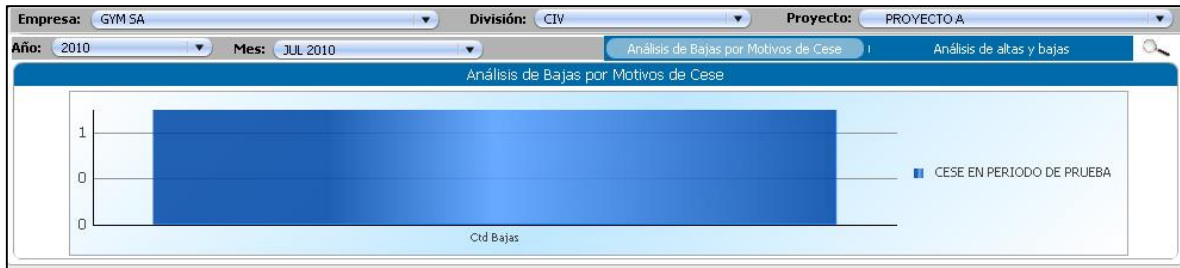 Empresa: GYM SA División: CIV Proyecto: PROYECTO A
Año: 2010 Mes: JUL 2010 Análisis de Bajas por Motivos de Cese Análisis de altas y bajas
Análisis de Bajas por Motivos de Cese
1
0
CESE EN PERIODO DE PRUEBA
0
Ctd Bajas